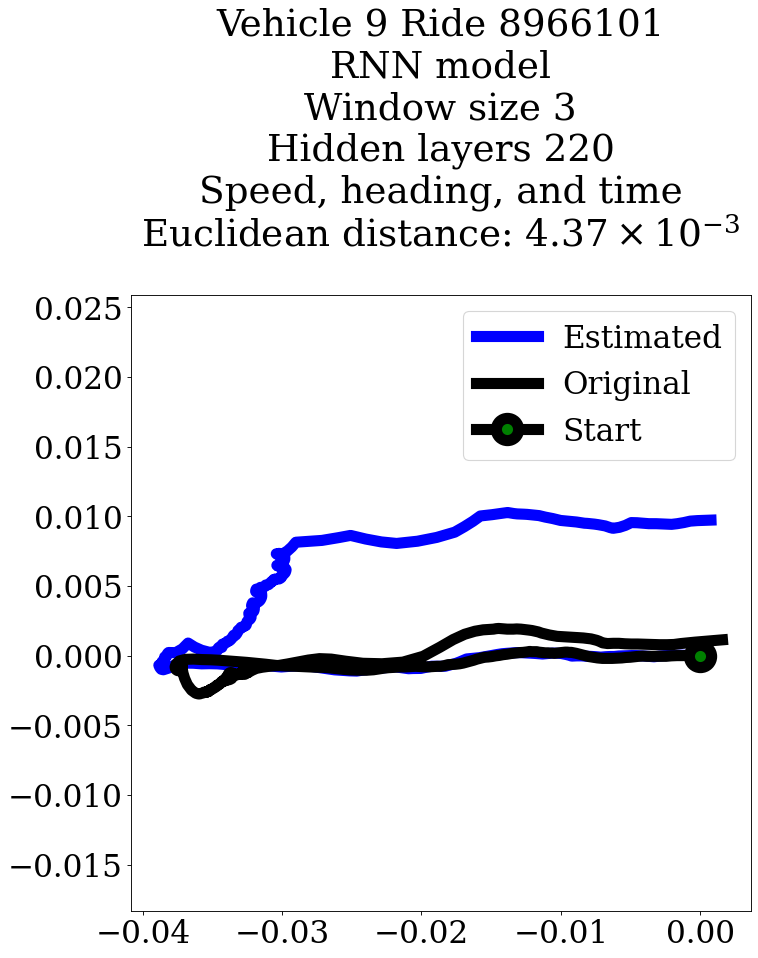 Vehicle 9 Ride 8966101
RNN model
Window size 3
Hidden layers 220
Speed, heading, and time
Euclidean distance: 4.37 × 10⁻³
0.025
Estimated
0.020
Original
0.015
Start
0.010
0.005
0.000
−0.005
−0.010
−0.015
−0.04 −0.03 −0.02 −0.01 0.00